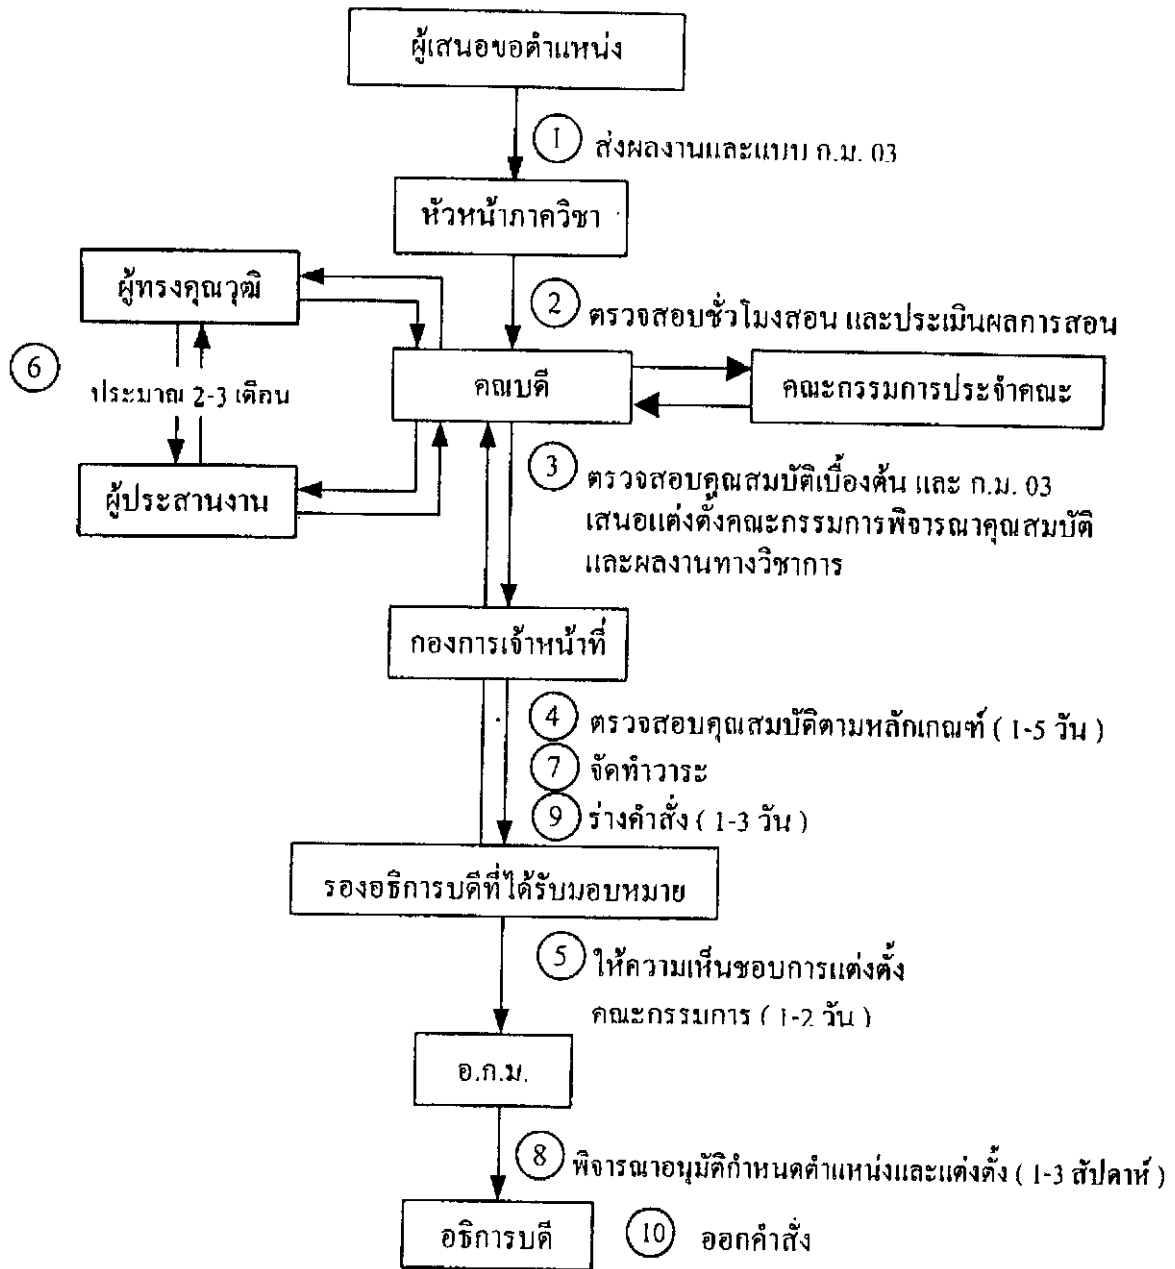 ผู้เสนอขอตำแหน่ง
1 ส่งผลงานและแบบ ก.ม. 03
หัวหน้าภาควิชา
ผู้ทรงคุณวุฒิ
2 ตรวจสอบชั่วโมงสอน และประเมินผลการสอน
6
ประมาณ 2-3 เดือน
คณบดี
คณะกรรมการประจำคณะ
ผู้ประสานงาน
3 ตรวจสอบคุณสมบัติเบื้องต้น และ ก.ม. 03
เสนอแต่งตั้งคณะกรรมการพิจารณาคุณสมบัติ
และผลงานทางวิชาการ
กองการเจ้าหน้าที่
4 ตรวจสอบคุณสมบัติตามหลักเกณฑ์ ( 1-5 วัน )
7 จัดทำวาระ
9 ร่างคำสั่ง ( 1-3 วัน )
รองอธิการบดีที่ได้รับมอบหมาย
5 ให้ความเห็นชอบการแต่งตั้ง
คณะกรรมการ ( 1-2 วัน )
อ.ก.ม.
8 พิจารณาอนุมัติกำหนดตำแหน่งและแต่งตั้ง ( 1-3 สัปดาห์ )
อธิการบดี
10 ออกคำสั่ง